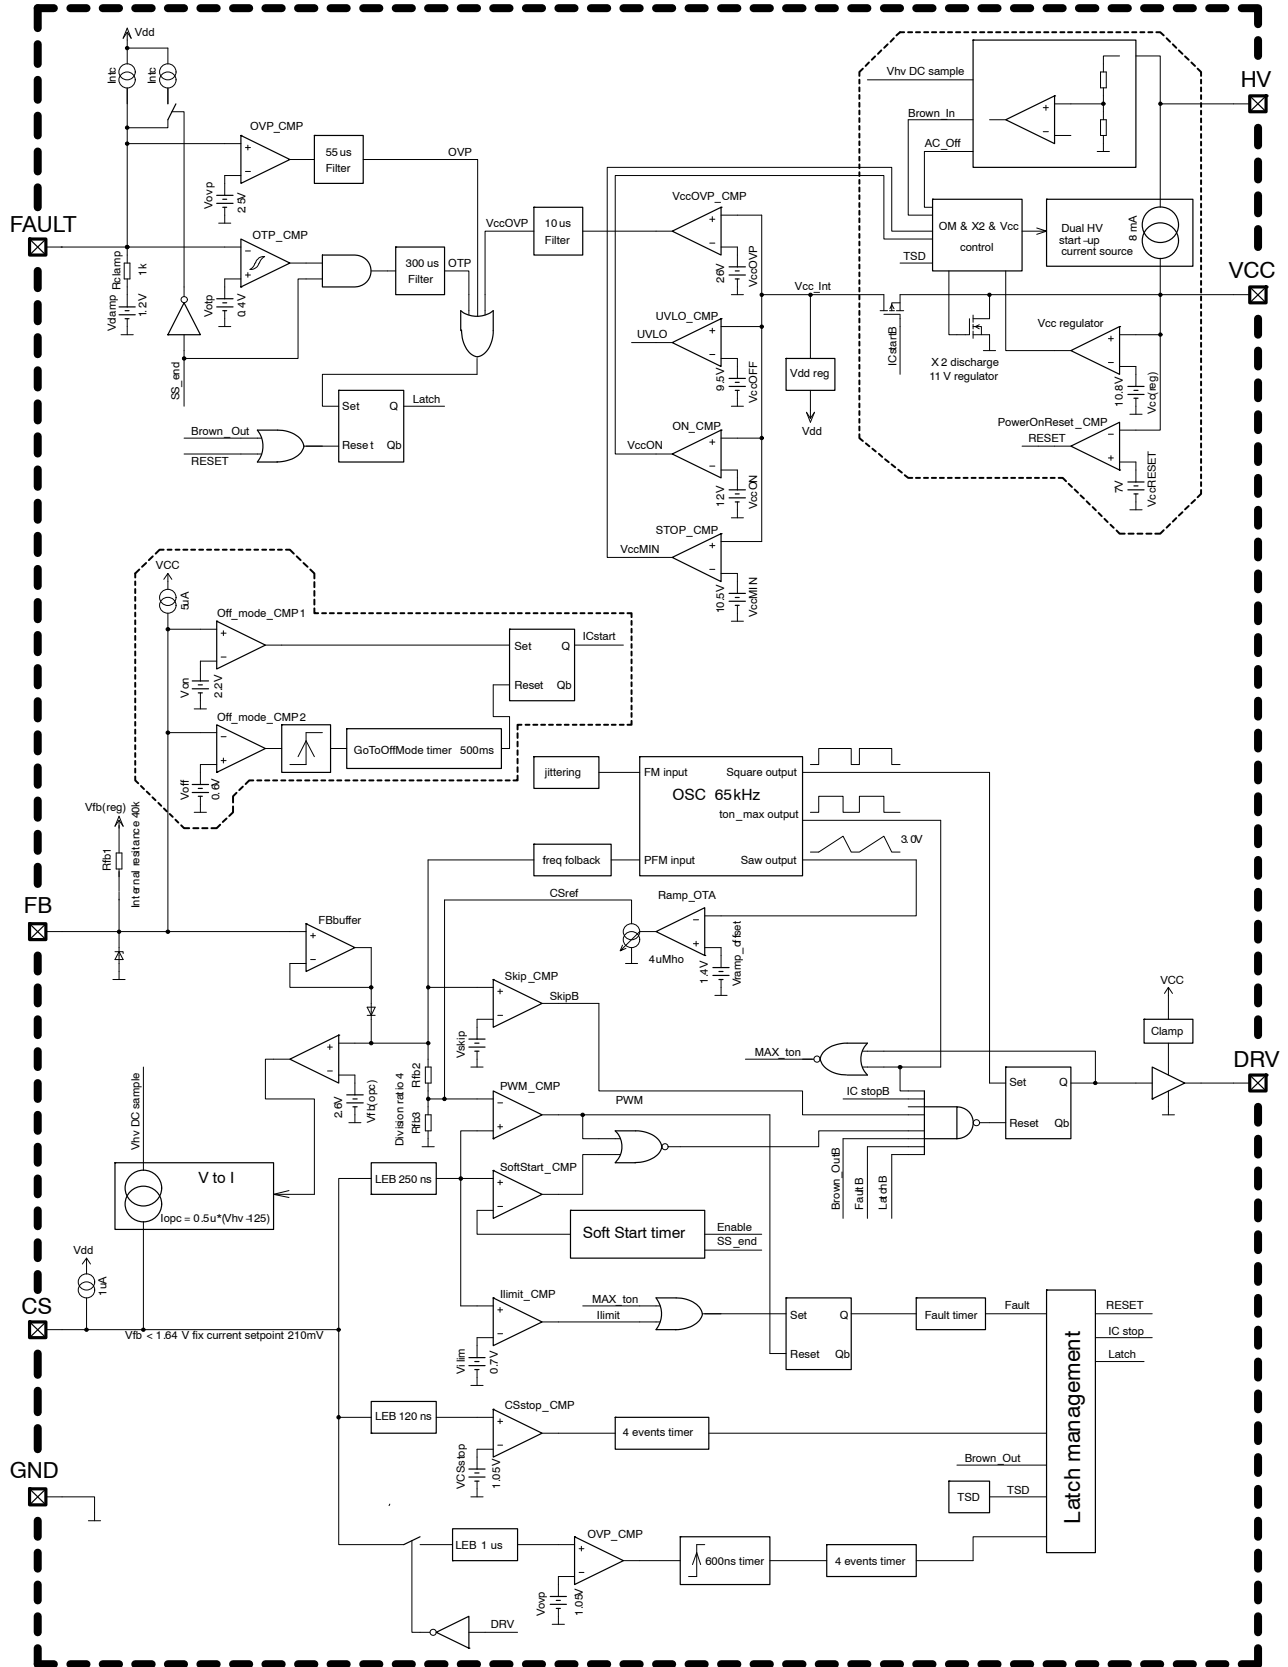 Vdd
Intc
Intc
OVP_CMP
+
−
Vovp
2.5V
55 us
Filter
OVP
FAULT
OTP_CMP
−
+
Votp
0.4V
Rclamp
1k
Vclamp
1.2V
SS_end
300 us
Filter
OTP
VccOVP
10 us
Filter
Set
Q
Reset
Qb
Latch
Brown_Out
RESET
VccOVP_CMP
+
−
26V
VccOVP
Vcc_Int
UVLO_CMP
UVLO
+
−
9.5V
VccOFF
Vdd reg
Vdd
ON_CMP
VccON
+
−
12V
VccON
STOP_CMP
VccMIN
+
−
10.5V
VccMIN
Vhv DC sample
Brown_In
AC_Off
+
−
HV
OM & X2 & Vcc
control
TSD
Dual HV
start-up
current source
8 mA
VCC
ICstartB
X2 discharge
11 V regulator
Vcc regulator
+
−
10.8V
Vcc(reg)
PowerOnReset_CMP
RESET
−
+
7V
VccRESET
VCC
5uA
Off_mode_CMP1
+
−
Von
2.2V
Set
Q
Reset
Qb
ICstart
Off_mode_CMP2
−
+
Voff
0.6V
GoToOffMode timer 500ms
Vfb(reg)
Rfb1
Internal resitance 40k
FB
FBbuffer
+
−
jittering
FM input
Square output
OSC 65kHz
ton_max output
PFM input
Saw output
3.0V
freq folback
CSref
Ramp_OTA
−
+
4uMho
1.4V
Vramp_offset
Skip_CMP
+
−
SkipB
Vskip
+
−
2.6V
Vfb(opc)
Division ratio 4
Rfb2
Rfb3
PWM_CMP
−
+
PWM
MAX_ton
IC stopB
Brown_OutB
FaultB
LatchB
Set
Q
Reset
Qb
VCC
Clamp
DRV
Vhv DC sample
V to I
Iopc = 0.5u*(Vhv-125)
LEB 250 ns
SoftStart_CMP
+
−
Soft Start timer
Enable
SS_end
Vdd
1uA
CS
Vfb < 1.64 V fix current setpoint 210mV
Ilimit_CMP
+
−
Vilim
0.7V
MAX_ton
Ilimit
Set
Q
Reset
Qb
Fault timer
Fault
Latch management
RESET
IC stop
Latch
LEB 120 ns
CSstop_CMP
+
−
VCSstop
1.05V
4 events timer
Brown_Out
TSD
TSD
GND
LEB 1 us
OVP_CMP
+
−
Vovp
1.05V
600ns timer
4 events timer
DRV